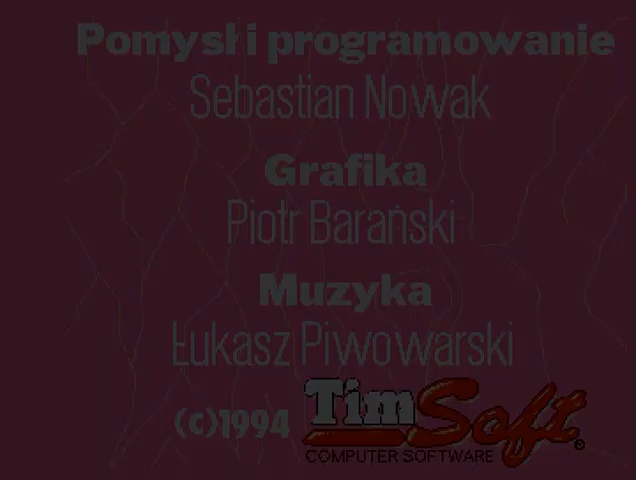 Pomysł i programowanie
Sebastian Nowak
Grafika
Piotr Barański
Muzyka
Łukasz Piwowarski
(c)1994 TimSoft®
COMPUTER SOFTWARE